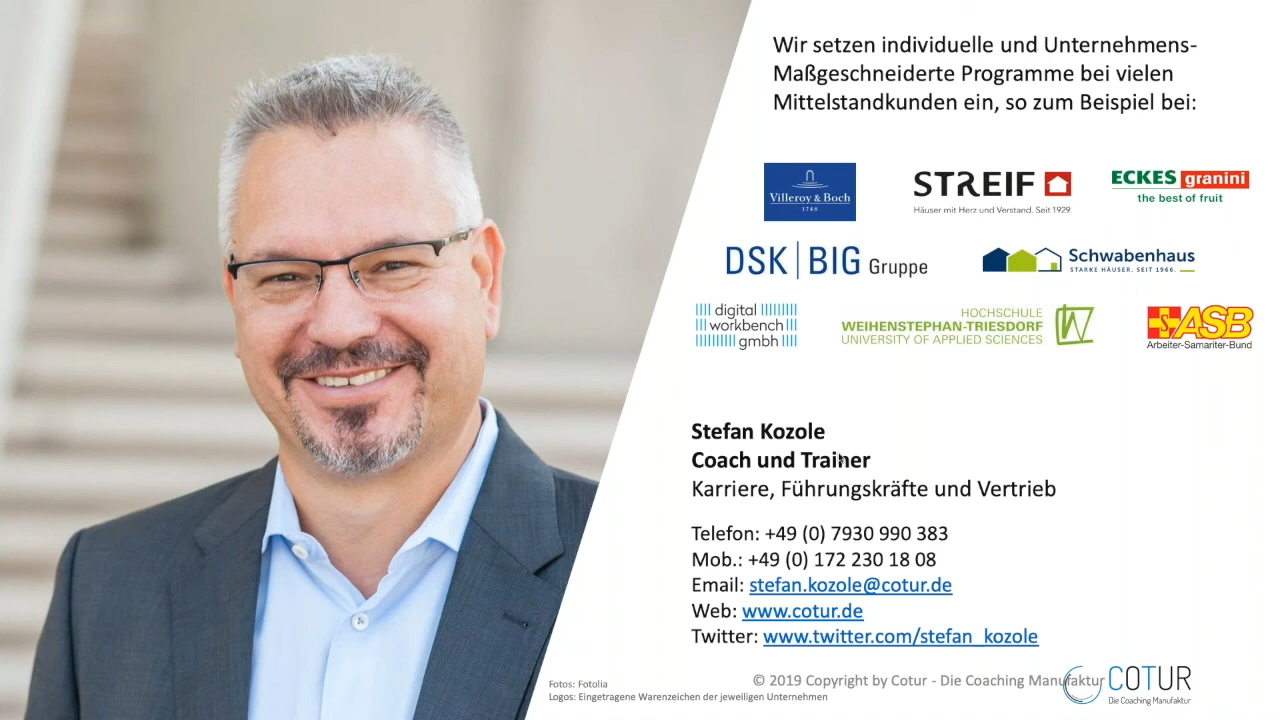 Wir setzen individuelle und Unternehmens-
Maßgeschneiderte Programme bei vielen
Mittelstandkunden ein, so zum Beispiel bei:
Villeroy & Boch
1748
STREIF
Häuser mit Herz und Verstand. Seit 1929.
ECKES granini
the best of fruit
DSK | BIG Gruppe
Schwabenhaus
STARKE HÄUSER. SEIT 1966.
digital
workbench
gmbh
HOCHSCHULE
WEIHENSTEPHAN-TRIESDORF
UNIVERSITY OF APPLIED SCIENCES
S ASB
Arbeiter-Samariter-Bund
Stefan Kozole
Coach und Trainer
Karriere, Führungskräfte und Vertrieb
Telefon: +49 (0) 7930 990 383
Mob.: +49 (0) 172 230 18 08
Email: stefan.kozole@cotur.de
Web: www.cotur.de
Twitter: www.twitter.com/stefan_kozole
© 2019 Copyright by Cotur - Die Coaching Manufaktur
COTUR
Die Coaching Manufaktur
Fotos: Fotolia
Logos: Eingetragene Warenzeichen der jeweiligen Unternehmen